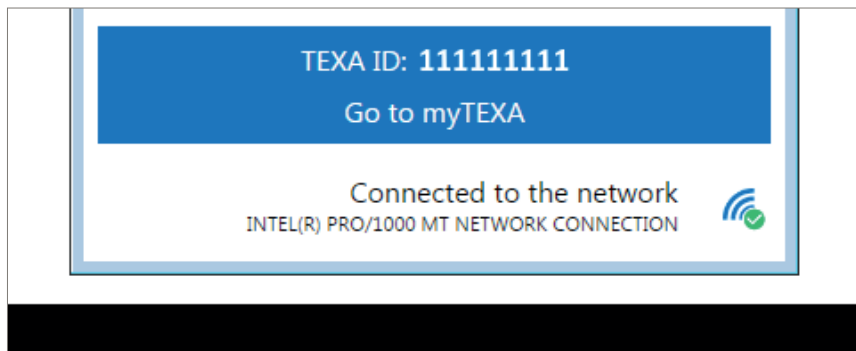 TEXA ID: 111111111
Go to myTEXA
Connected to the network
INTEL(R) PRO/1000 MT NETWORK CONNECTION